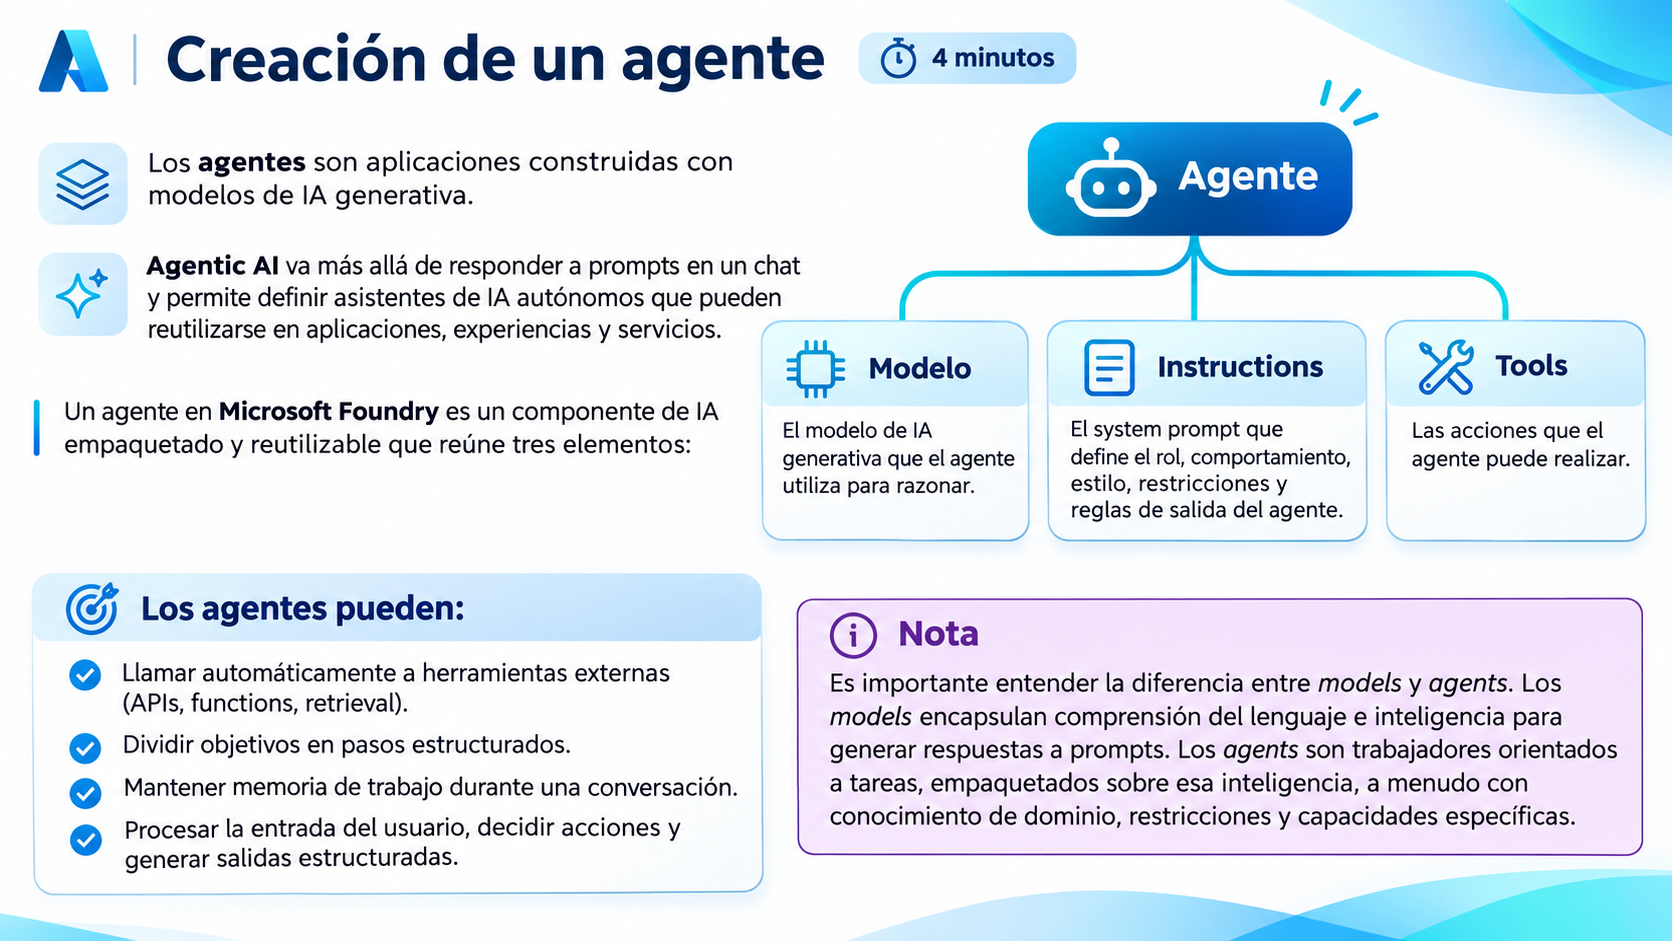 Creación de un agente
4 minutos
Los agentes son aplicaciones construidas con
modelos de IA generativa.
Agentic AI va más allá de responder a prompts en un chat
y permite definir asistentes de IA autónomos que pueden
reutilizarse en aplicaciones, experiencias y servicios.
Un agente en Microsoft Foundry es un componente de IA
empaquetado y reutilizable que reúne tres elementos:
Agente
Modelo
El modelo de IA
generativa que el agente
utiliza para razonar.
Instructions
El system prompt que
define el rol, comportamiento,
estilo, restricciones y
reglas de salida del agente.
Tools
Las acciones que el
agente puede realizar.
Los agentes pueden:
Llamar automáticamente a herramientas externas
(APIs, functions, retrieval).
Dividir objetivos en pasos estructurados.
Mantener memoria de trabajo durante una conversación.
Procesar la entrada del usuario, decidir acciones y
generar salidas estructuradas.
Nota
Es importante entender la diferencia entre models y agents. Los
models encapsulan comprensión del lenguaje e inteligencia para
generar respuestas a prompts. Los agents son trabajadores orientados
a tareas, empaquetados sobre esa inteligencia, a menudo con
conocimiento de dominio, restricciones y capacidades específicas.